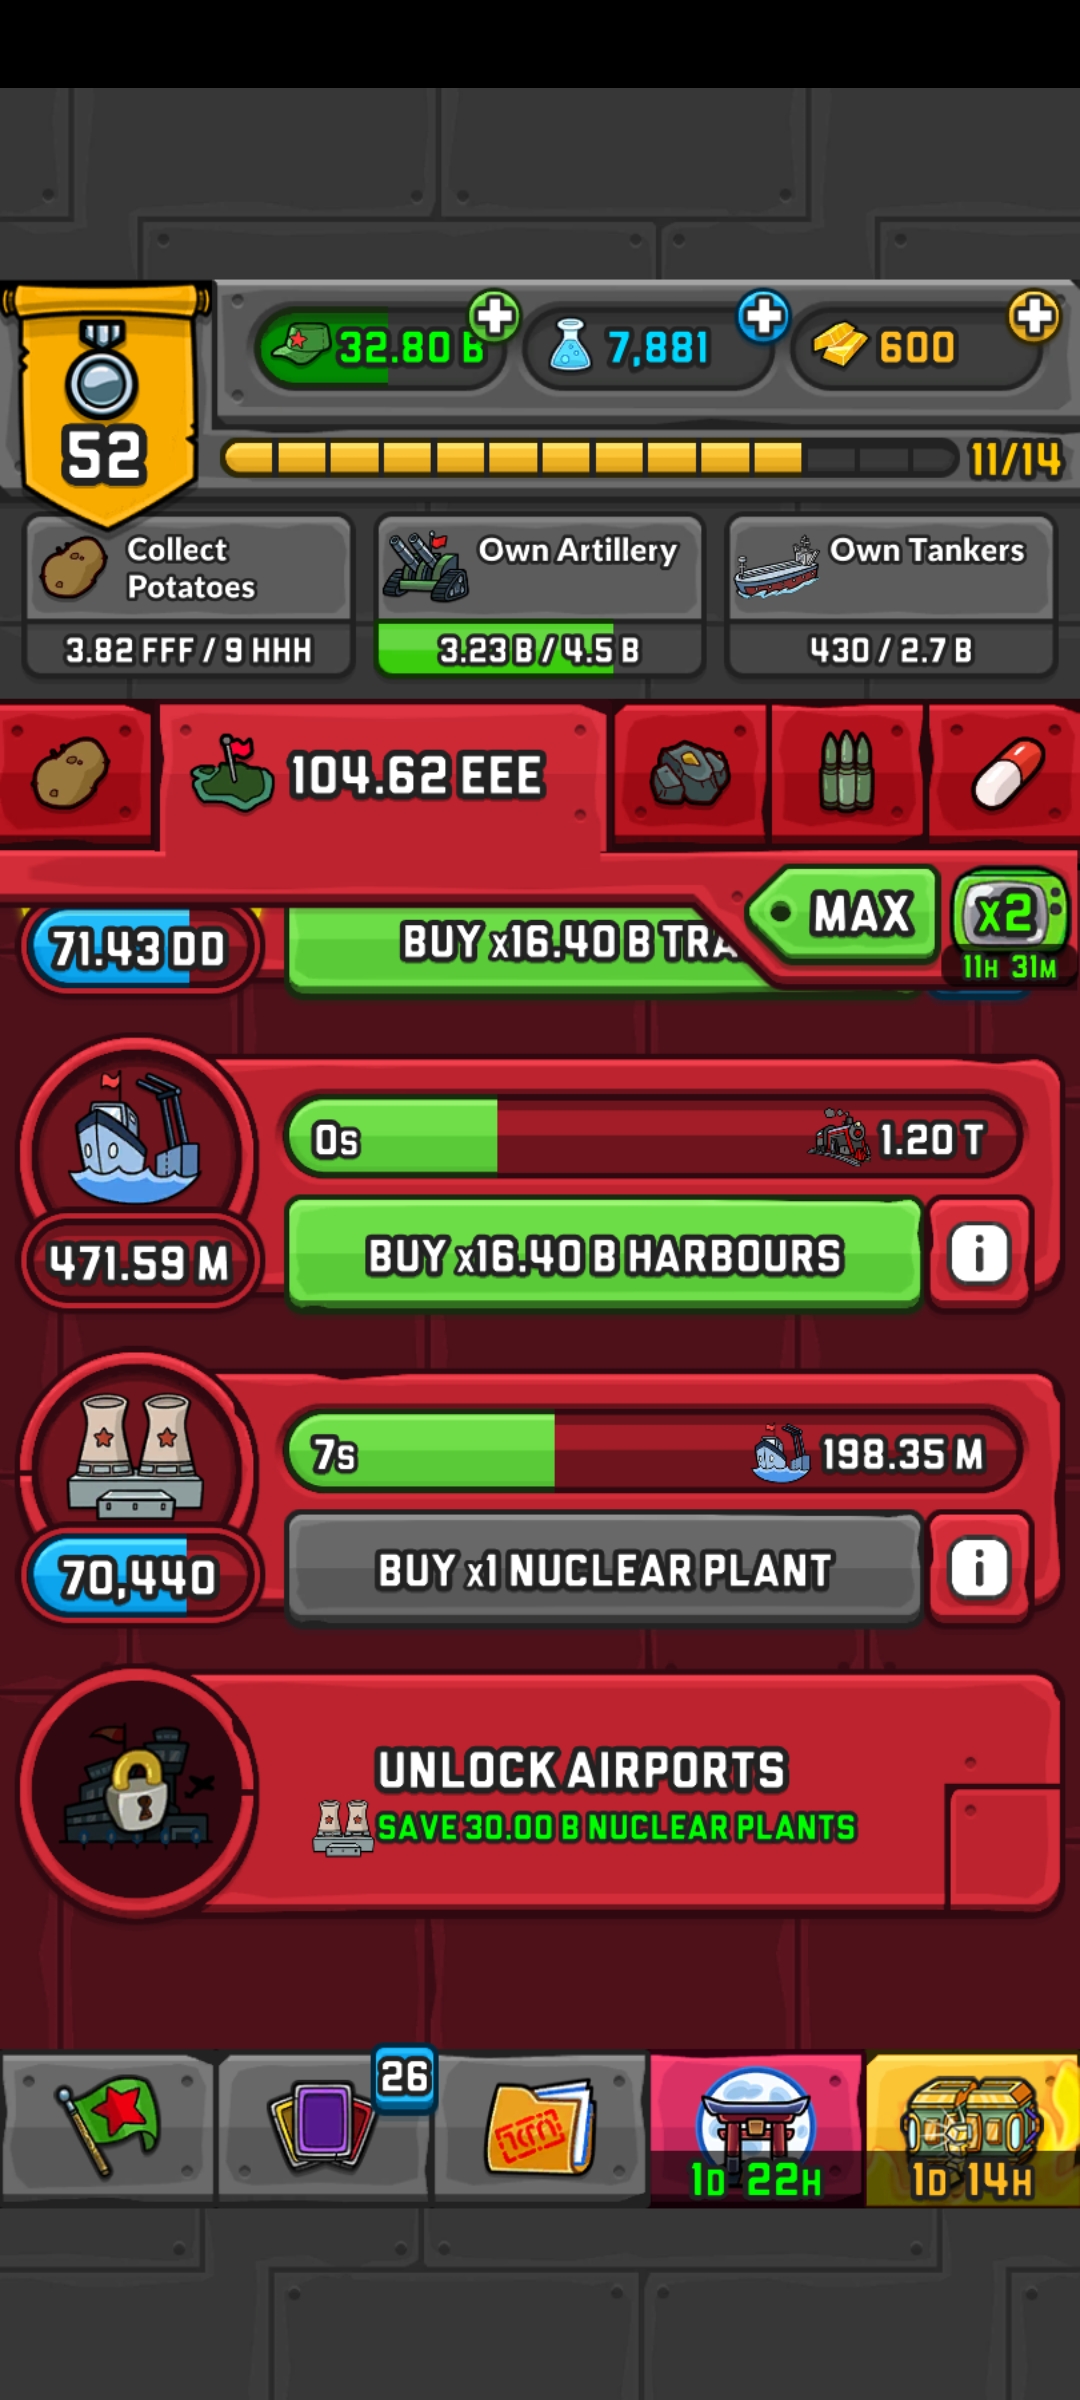 52
32.80 B
7,881
600
11/14
Collect
Potatoes
3.82 FFF / 9 HHH
Own Artillery
3.23 B / 4.5 B
Own Tankers
430 / 2.7 B
104.62 EEE
MAX
x2
11H 31M
71.43 DD
BUY x16.40 B TRA
0s
1.20 T
471.59 M
BUY x16.40 B HARBOURS
i
7s
198.35 M
70,440
BUY x1 NUCLEAR PLANT
i
UNLOCK AIRPORTS
SAVE 30.00 B NUCLEAR PLANTS
26
1D 22H
1D 14H